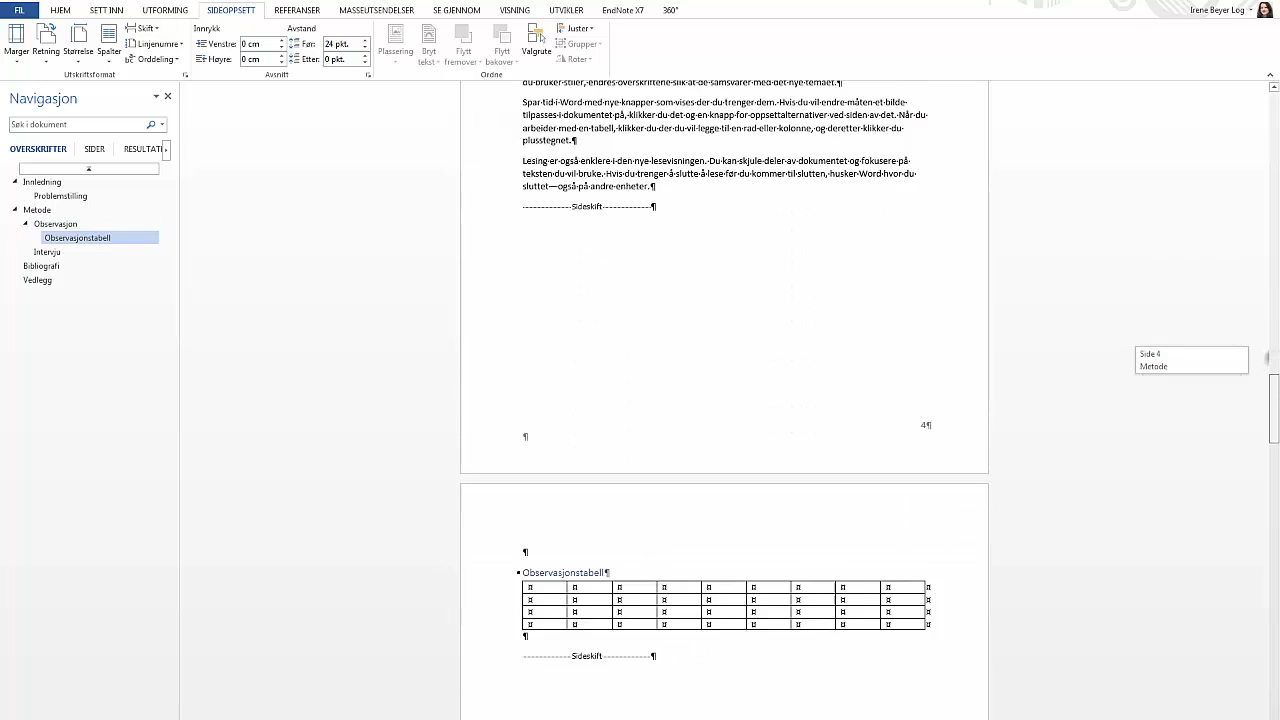 FIL HJEM SETT INN UTFORMING SIDEOPPSETT REFERANSER MASSEUTSENDELSER SE GJENNOM VISNING UTVIKLER EndNote X7 360° Irene Beyer Log
Marger Retning Størrelse Spalter
Skift
Linjenumre
Orddeling
Utskriftsformat
Innrykk Avstand
Venstre: 0 cm Før: 24 pkt.
Høyre: 0 cm Etter: 0 pkt.
Avsnitt
Plassering Bryt tekst Flytt fremover Flytt bakover Valgrute
Juster
Grupper
Roter
Ordne
Navigasjon
Søk i dokument
OVERSKRIFTER SIDER RESULTAT
Innledning
Problemstilling
Metode
Observasjon
Observasjonstabell
Intervju
Bibliografi
Vedlegg
du·bruker·stiler,·endres·overskriftene·slik·at·de·samsvarer·med·det·nye·temaet.¶
Spar·tid·i·Word·med·nye·knapper·som·vises·der·du·trenger·dem.·Hvis·du·vil·endre·måten·et·bilde·
tilpasses·i·dokumentet·på,·klikker·du·det·og·en·knapp·for·oppsettalternativer·ved·siden·av·det.·Når·du·
arbeider·med·en·tabell,·klikker·du·der·du·vil·legge·til·en·rad·eller·kolonne,·og·deretter·klikker·du·
plusstegnet.¶
Lesing·er·også·enklere·i·den·nye·lesevisningen.·Du·kan·skjule·deler·av·dokumentet·og·fokusere·på·
teksten·du·vil·bruke.·Hvis·du·trenger·å·slutte·å·lese·før·du·kommer·til·slutten,·husker·Word·hvor·du·
sluttet—også·på·andre·enheter.¶
Sideskift¶
Side 4
Metode
4¶
¶
¶
Observasjonstabell¶
¤ ¤ ¤ ¤ ¤ ¤ ¤ ¤ ¤ ¤
¤ ¤ ¤ ¤ ¤ ¤ ¤ ¤ ¤ ¤
¤ ¤ ¤ ¤ ¤ ¤ ¤ ¤ ¤ ¤
¤ ¤ ¤ ¤ ¤ ¤ ¤ ¤ ¤ ¤
¶
Sideskift¶